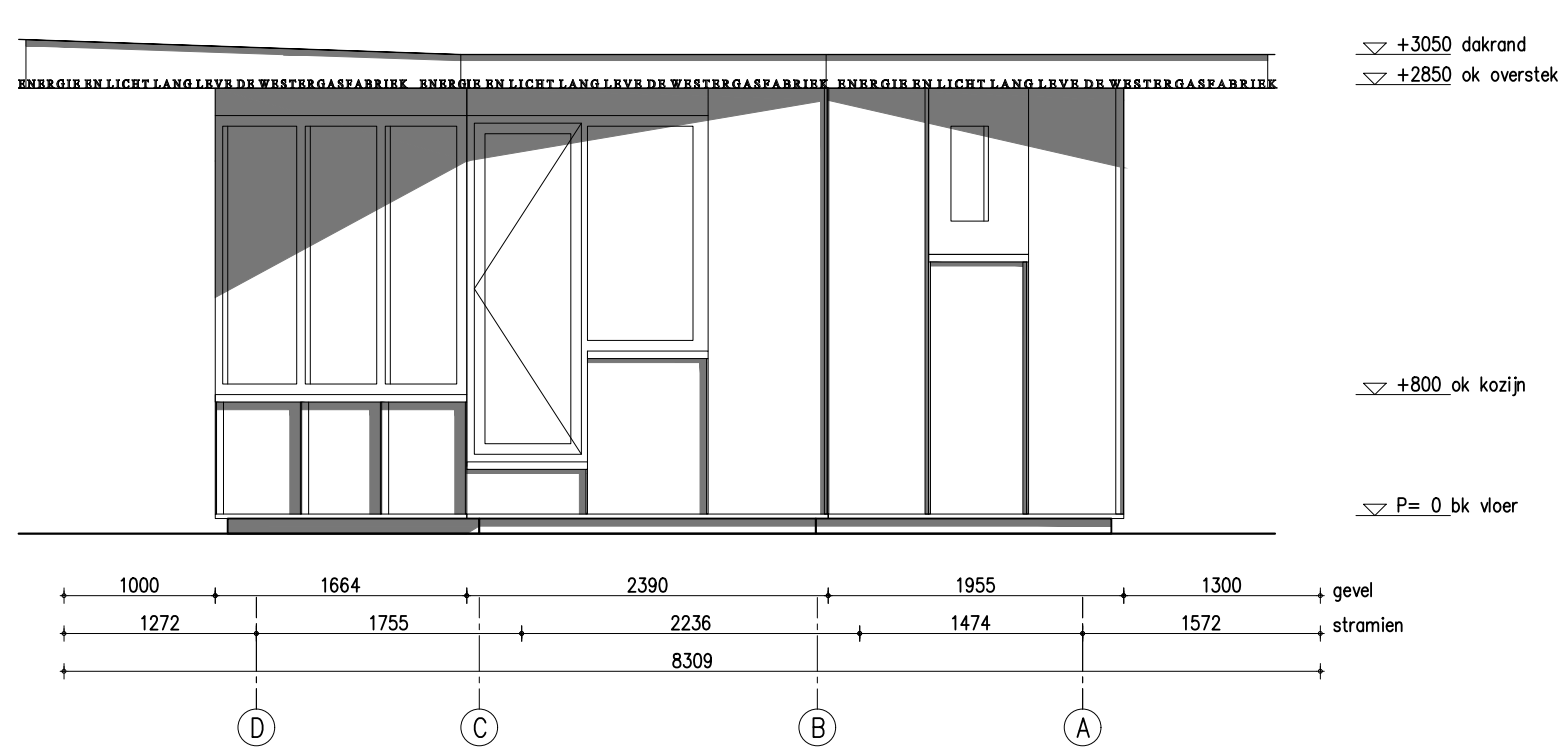 +3050 dakrand
+2850 ok overstek
ENERGIE EN LICHT LANG LEVE DE WESTERGASFABRIEK ENERGIE EN LICHT LANG LEVE DE WESTERGASFABRIEK ENERGIE EN LICHT LANG LEVE DE WESTERGASFABRIEK
+800 ok kozijn
P= 0 bk vloer
1000 1664 2390 1955 1300 gevel
1272 1755 2236 1474 1572 stramien
8309
D C B A